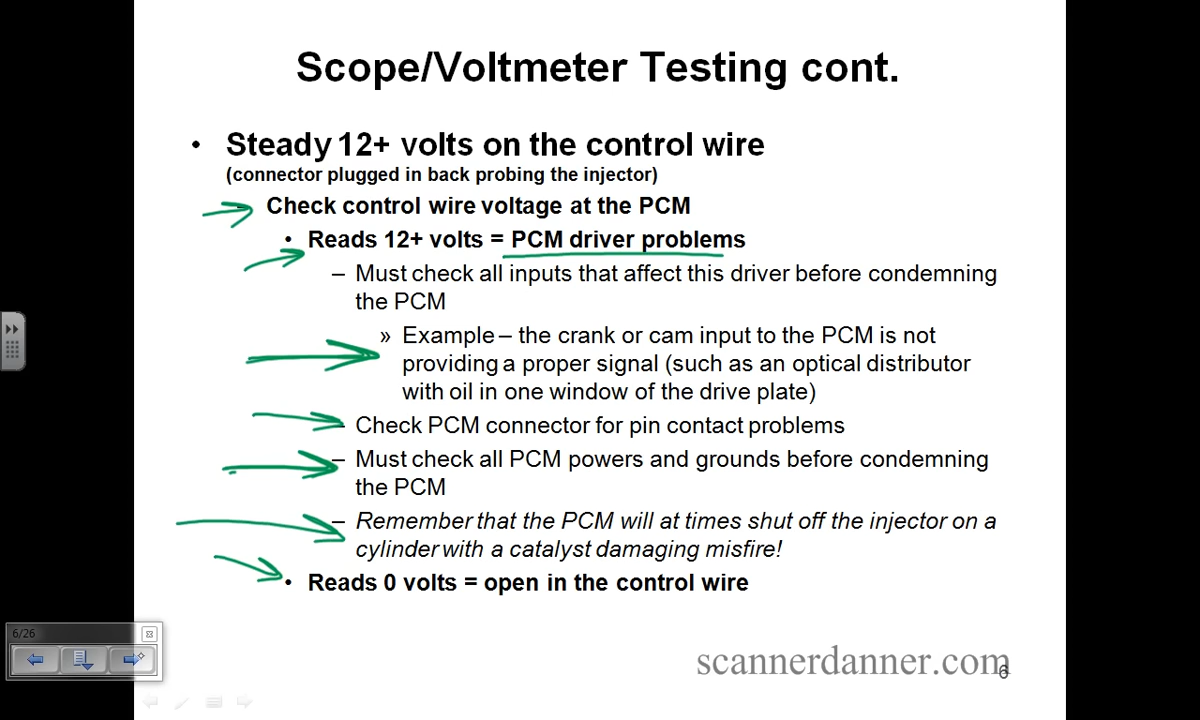 Scope/Voltmeter Testing cont.
• Steady 12+ volts on the control wire
(connector plugged in back probing the injector)
Check control wire voltage at the PCM
• Reads 12+ volts = PCM driver problems
– Must check all inputs that affect this driver before condemning
the PCM
» Example – the crank or cam input to the PCM is not
providing a proper signal (such as an optical distributor
with oil in one window of the drive plate)
– Check PCM connector for pin contact problems
– Must check all PCM powers and grounds before condemning
the PCM
– Remember that the PCM will at times shut off the injector on a
cylinder with a catalyst damaging misfire!
• Reads 0 volts = open in the control wire
6/26
scannerdanner.com
6